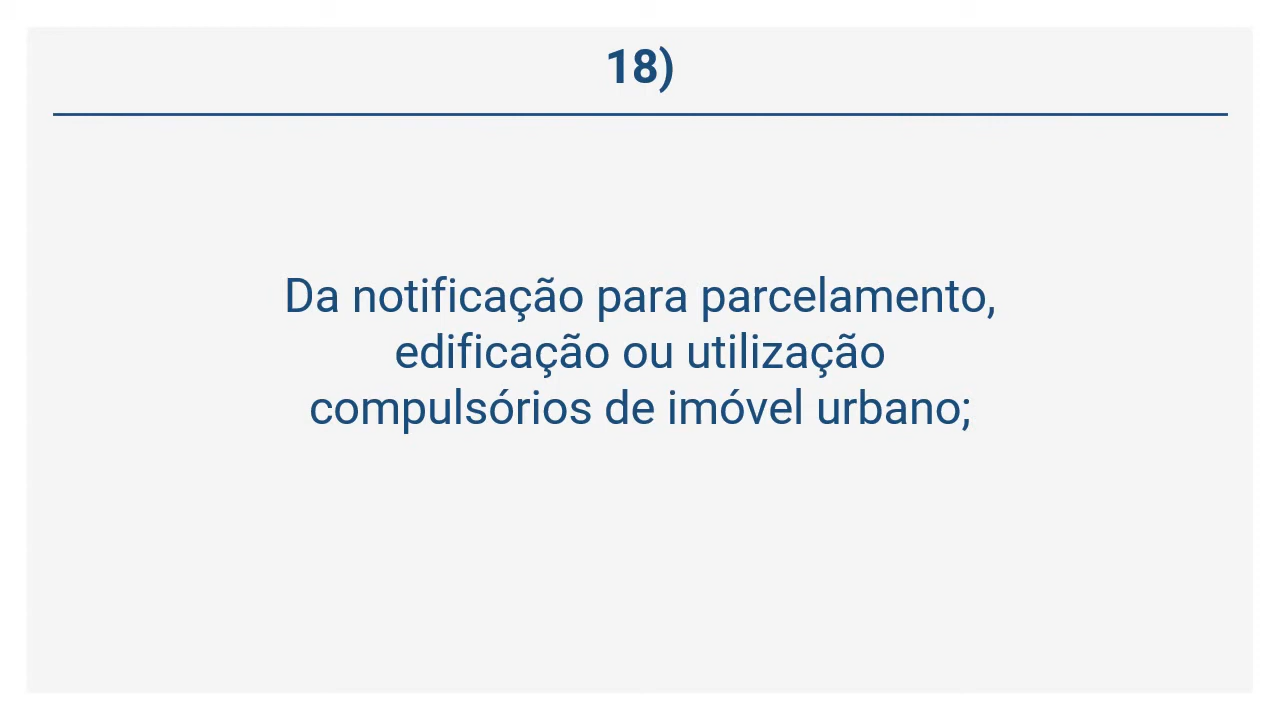 18)
Da notificação para parcelamento,
edificação ou utilização
compulsórios de imóvel urbano;